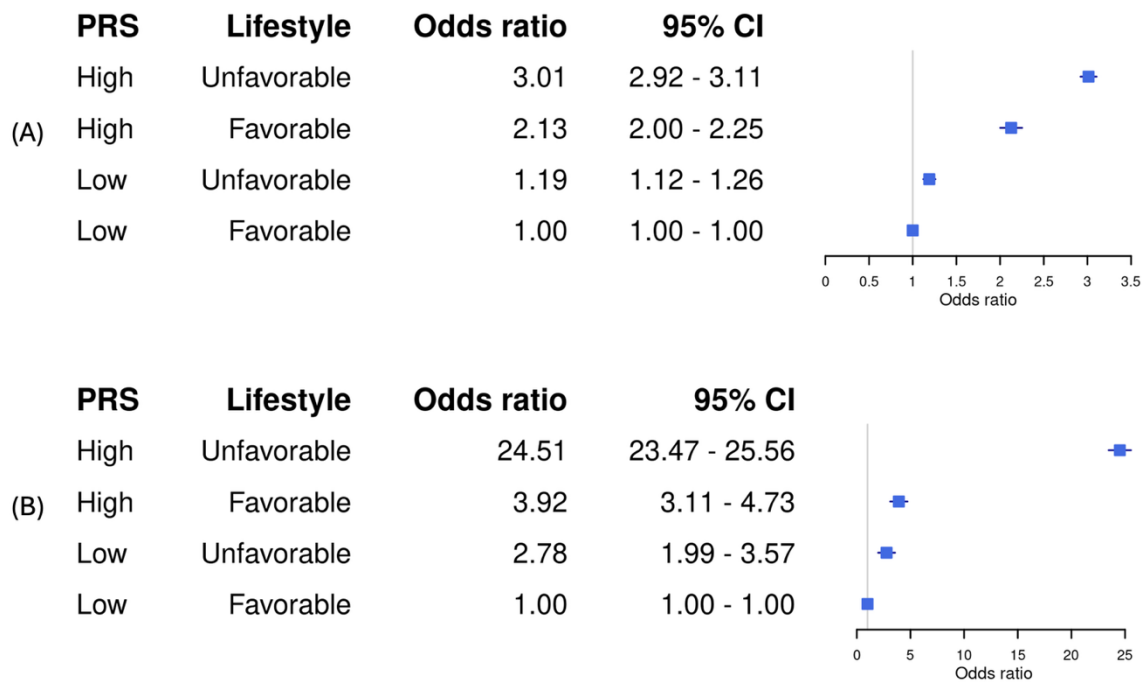 PRS Lifestyle Odds ratio 95% CI
High Unfavorable 3.01 2.92 - 3.11
(A) High Favorable 2.13 2.00 - 2.25
Low Unfavorable 1.19 1.12 - 1.26
Low Favorable 1.00 1.00 - 1.00
0 0.5 1 1.5 2 2.5 3 3.5
Odds ratio
PRS Lifestyle Odds ratio 95% CI
High Unfavorable 24.51 23.47 - 25.56
(B) High Favorable 3.92 3.11 - 4.73
Low Unfavorable 2.78 1.99 - 3.57
Low Favorable 1.00 1.00 - 1.00
0 5 10 15 20 25
Odds ratio